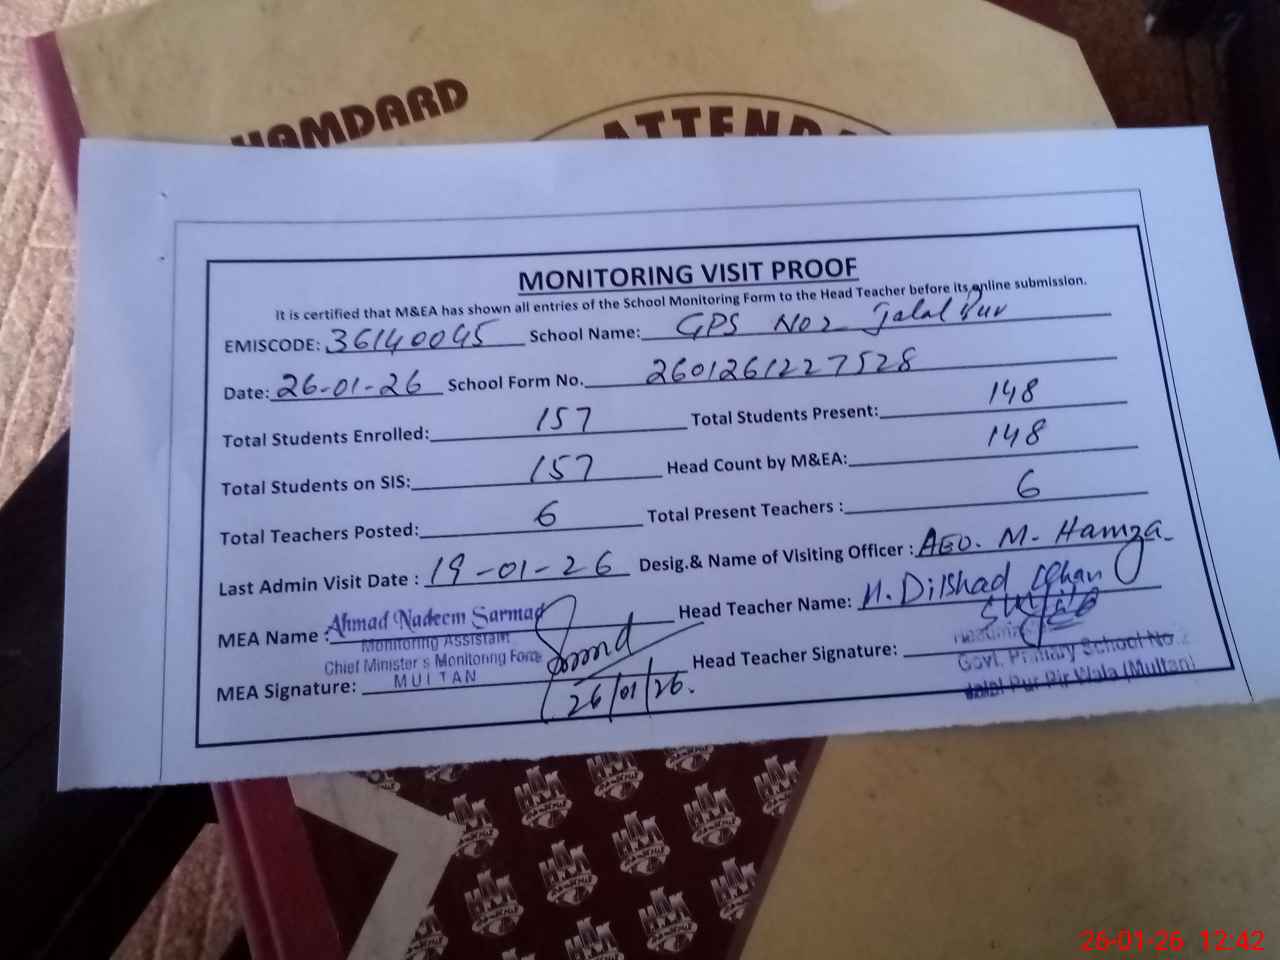 HAMDARD
ATTENDA
MONITORING VISIT PROOF
It is certified that M&EA has shown all entries of the School Monitoring Form to the Head Teacher before its online submission.
EMISCODE: 36140045 School Name: GPS No 2 Jalal Pur
Date: 26-01-26 School Form No. 2601261227528
Total Students Enrolled: 157 Total Students Present: 148
Total Students on SIS: 157 Head Count by M&EA: 148
Total Teachers Posted: 6 Total Present Teachers : 6
Last Admin Visit Date : 19-01-26 Desig.& Name of Visiting Officer : AEO. M. Hamza
MEA Name : Ahmad Nadeem Sarmad Head Teacher Name: H. Dilshad Khan
Monitoring Assistant
Chief Minister's Monitoring Force
MULTAN
MEA Signature: 26/01/26. Head Teacher Signature:
Govt. Primary School No. 2
Jalal Pur Pir Wala (Multan)
26-01-26 12:42